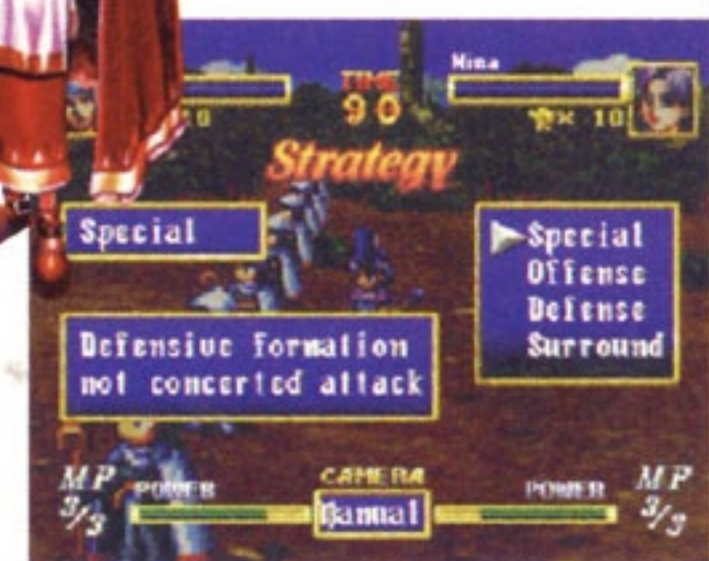 Mina
TIME
90
10
× 10
Strategy
Special
Special
Offense
Defense
Surround
Defensive Formation
not concerted attack
MP
3/3
POWER
CAMERA
Manual
POWER
MP
3/3